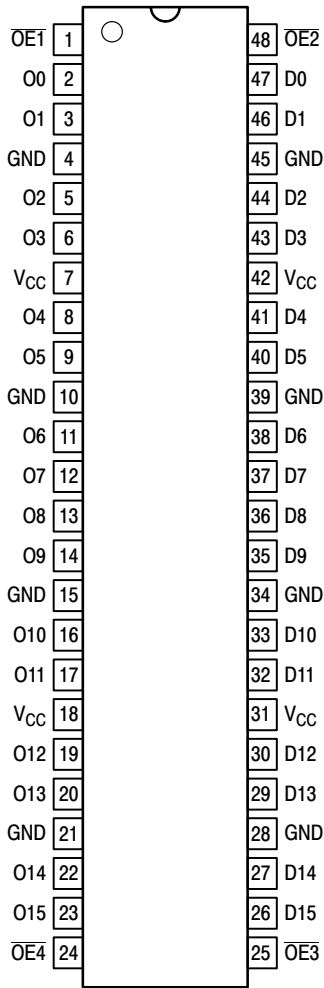 O̅E̅1̅ 1 48 O̅E̅2̅
O0 2 47 D0
O1 3 46 D1
GND 4 45 GND
O2 5 44 D2
O3 6 43 D3
VCC 7 42 VCC
O4 8 41 D4
O5 9 40 D5
GND 10 39 GND
O6 11 38 D6
O7 12 37 D7
O8 13 36 D8
O9 14 35 D9
GND 15 34 GND
O10 16 33 D10
O11 17 32 D11
VCC 18 31 VCC
O12 19 30 D12
O13 20 29 D13
GND 21 28 GND
O14 22 27 D14
O15 23 26 D15
O̅E̅4̅ 24 25 O̅E̅3̅